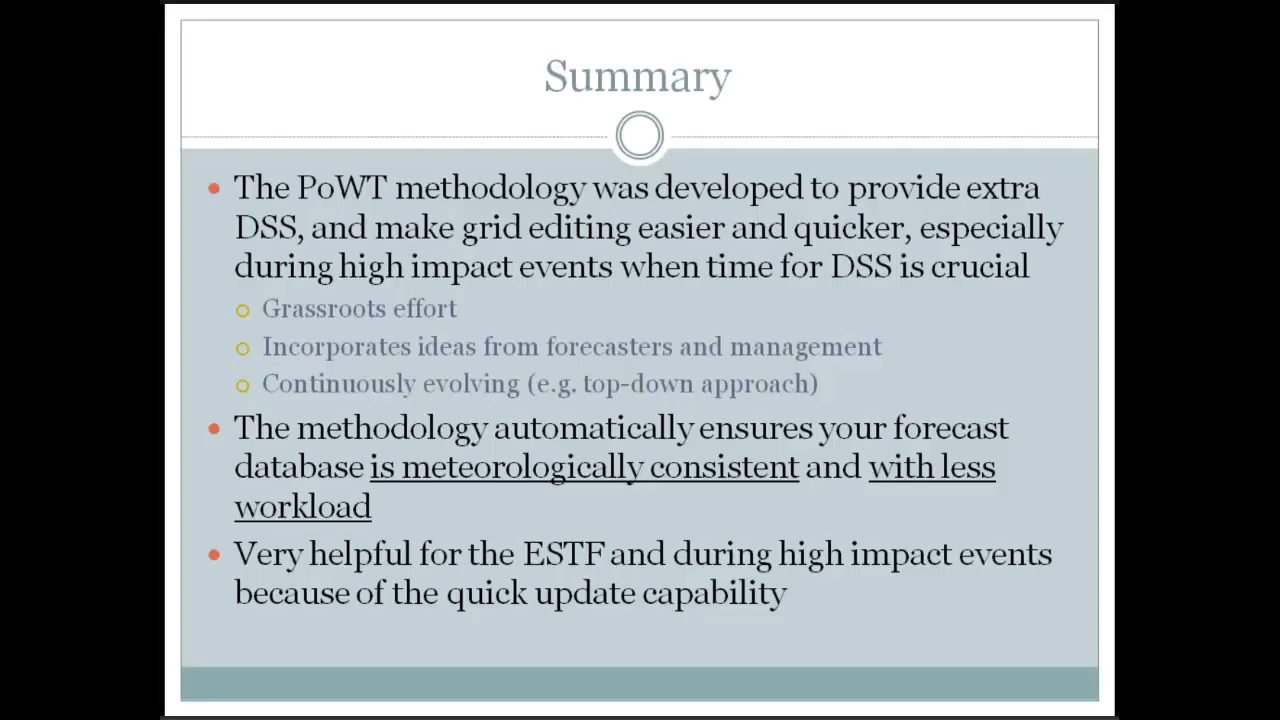 Summary
The PoWT methodology was developed to provide extra
DSS, and make grid editing easier and quicker, especially
during high impact events when time for DSS is crucial
Grassroots effort
Incorporates ideas from forecasters and management
Continuously evolving (e.g. top-down approach)
The methodology automatically ensures your forecast
database is meteorologically consistent and with less
workload
Very helpful for the ESTF and during high impact events
because of the quick update capability